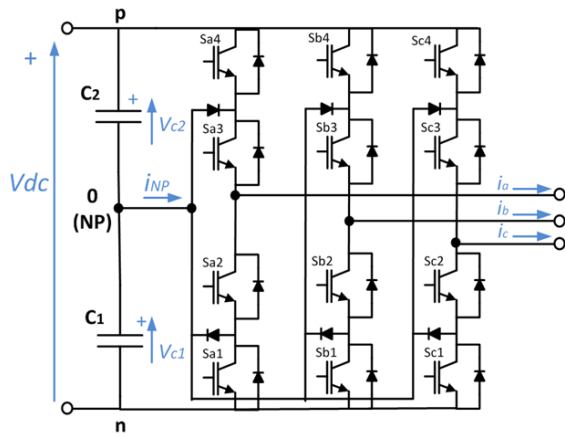 p
Sa4
Sb4
Sc4
+
C2
+
Vc2
Sa3
Sb3
Sc3
Vdc
0
(NP)
iNP
ia
ib
ic
Sa2
Sb2
Sc2
C1
+
Vc1
Sa1
Sb1
Sc1
n